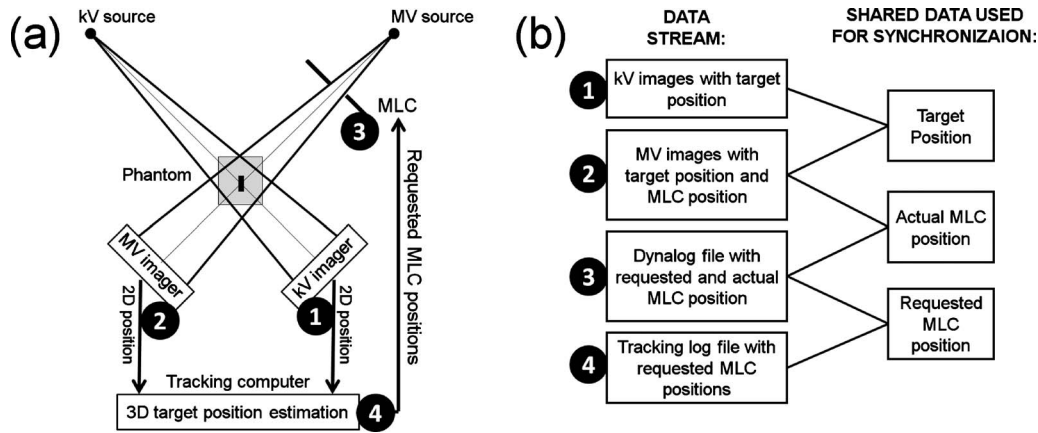 (a)
kV source
MV source
MLC
3
Phantom
Requested MLC positions
MV imager
kV imager
2D position
2
1
2D position
Tracking computer
3D target position estimation
4
(b)
DATA
STREAM:
SHARED DATA USED
FOR SYNCHRONIZAION:
1
kV images with target
position
2
MV images with
target position and
MLC position
3
Dynalog file with
requested and actual
MLC position
4
Tracking log file with
requested MLC
positions
Target
Position
Actual MLC
position
Requested
MLC
position